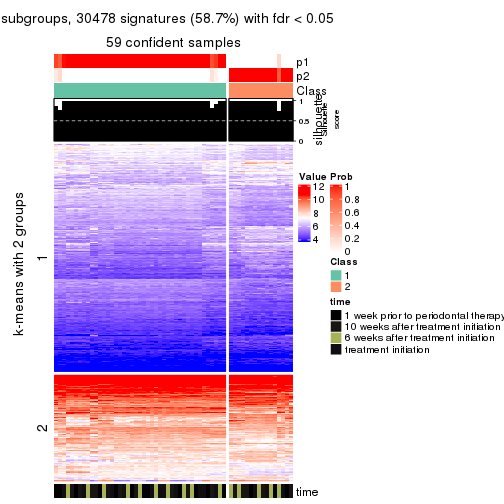 subgroups, 30478 signatures (58.7%) with fdr < 0.05
59 confident samples
p1
p2
Class
1
0.5
0
silhouette
silhouette
score
k-means with 2 groups
1
2
time
Value
12
10
8
6
4
Prob
1
0.8
0.6
0.4
0.2
0
Class
1
2
time
1 week prior to periodontal therapy
10 weeks after treatment initiation
6 weeks after treatment initiation
treatment initiation